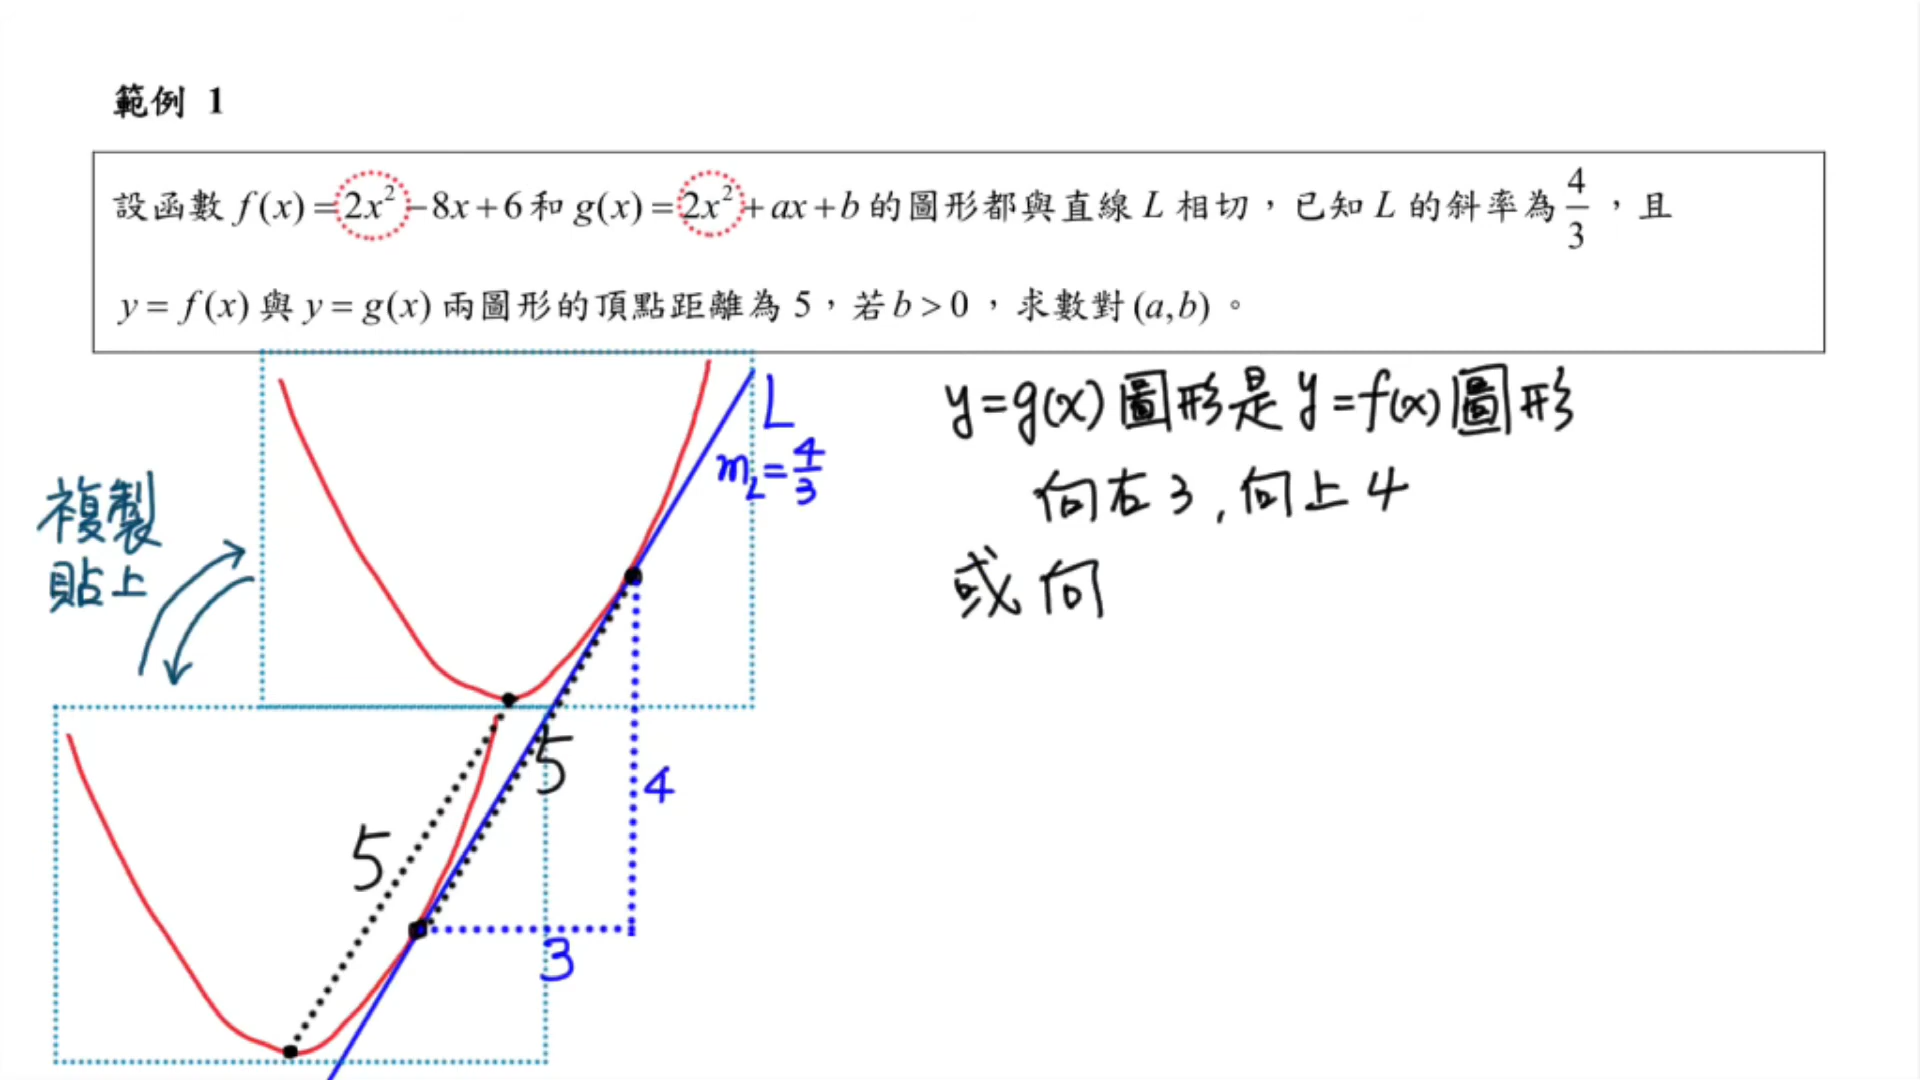 範例 1
設函數 f(x)=2x²−8x+6 和 g(x)=2x²+ax+b 的圖形都與直線 L 相切，已知 L 的斜率為 4/3，且
y=f(x) 與 y=g(x) 兩圖形的頂點距離為 5，若 b>0，求數對 (a,b)。
y=g(x) 圖形是 y=f(x) 圖形
向右3，向上4
或向
L
m_L=4/3
複製
貼上
5
4
5
3